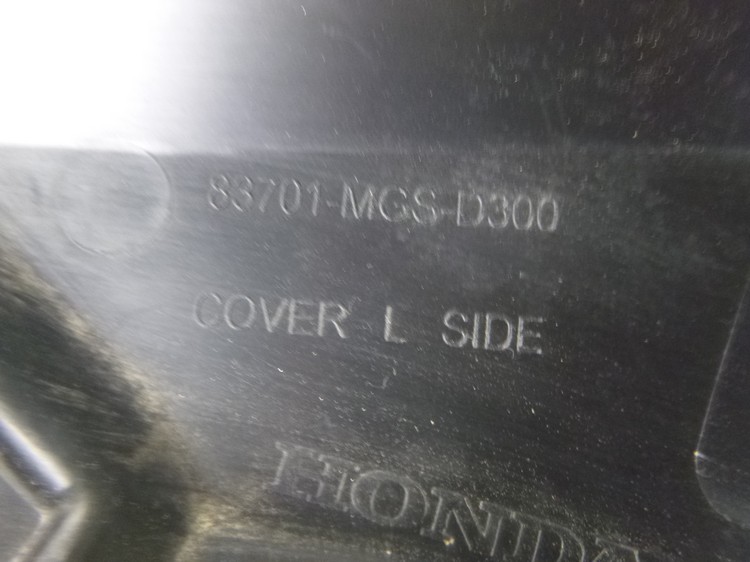 83701-MGS-D300
COVER L SIDE
HONDA